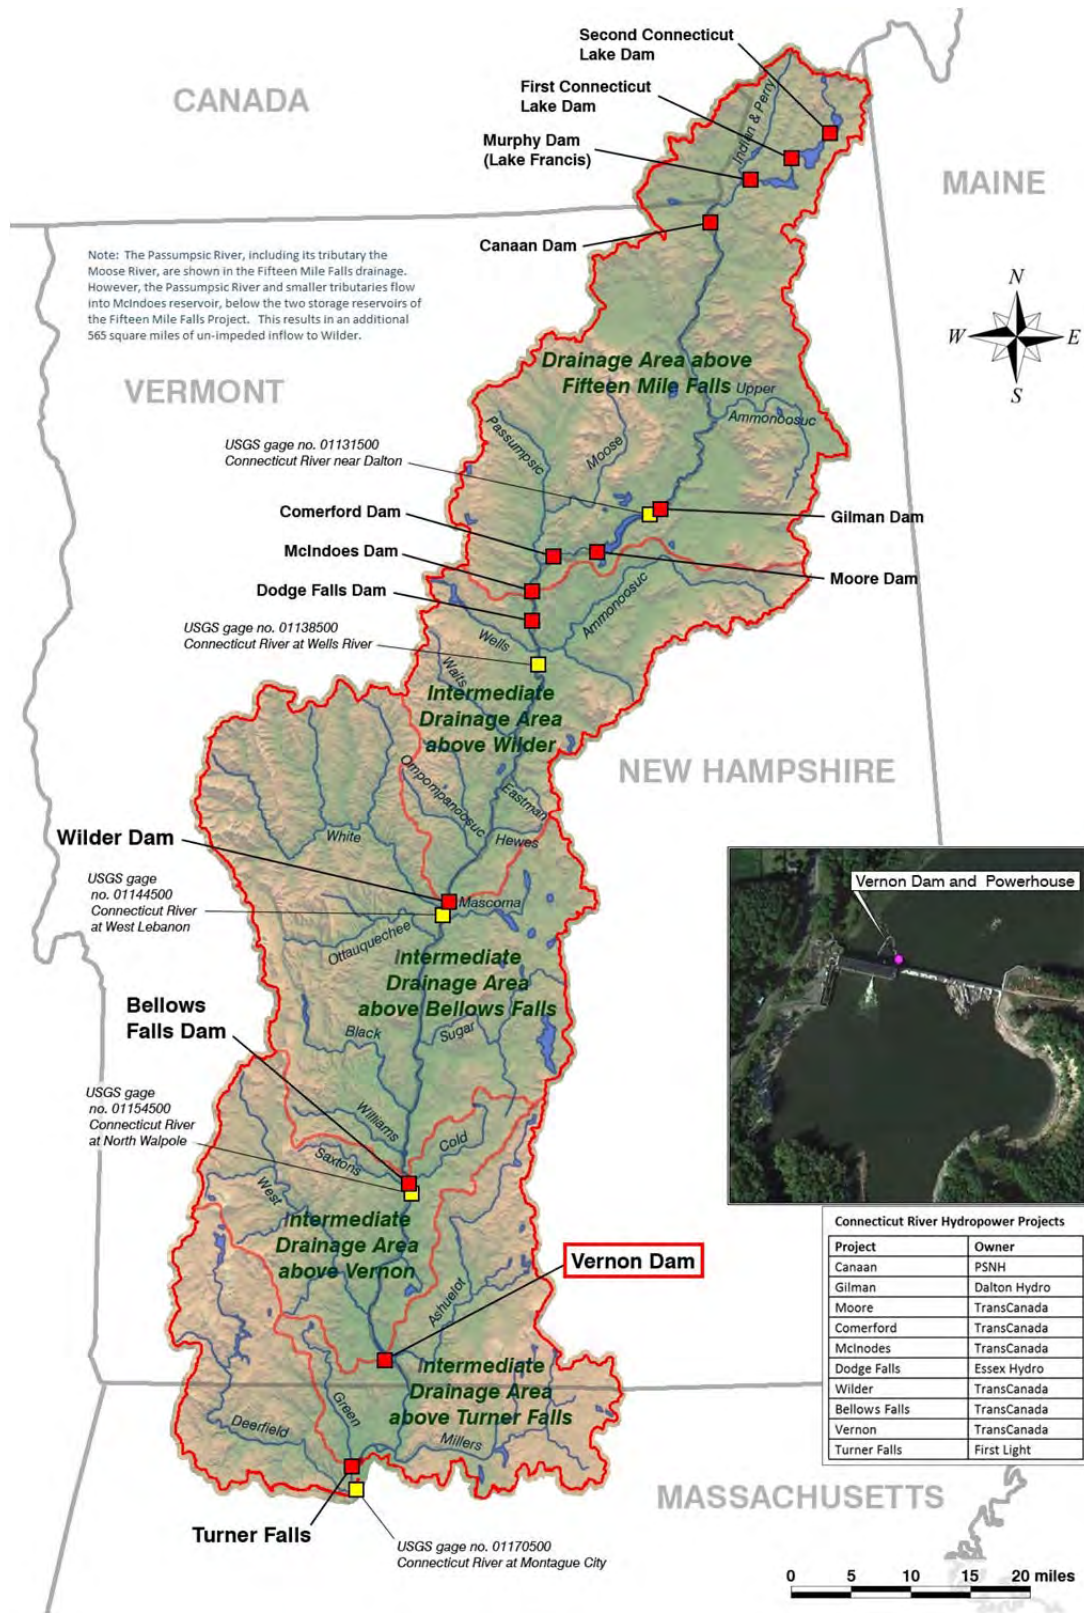 Second Connecticut
Lake Dam
First Connecticut
Lake Dam
CANADA
Indian & Perry
Murphy Dam
(Lake Francis)
MAINE
Canaan Dam
Note: The Passumpsic River, including its tributary the
Moose River, are shown in the Fifteen Mile Falls drainage.
However, the Passumpsic River and smaller tributaries flow
into McIndoes reservoir, below the two storage reservoirs of
the Fifteen Mile Falls Project. This results in an additional
565 square miles of un-impeded inflow to Wilder.
N
W
E
S
VERMONT
Drainage Area above
Fifteen Mile Falls
Upper
Ammonoosuc
Passumpsic
Moose
USGS gage no. 01131500
Connecticut River near Dalton
Comerford Dam
Gilman Dam
McIndoes Dam
Moore Dam
Dodge Falls Dam
Ammonoosuc
USGS gage no. 01138500
Connecticut River at Wells River
Wells
Waits
Intermediate
Drainage Area
above Wilder
NEW HAMPSHIRE
Ompompanoosuc
Eastman
Hewes
White
Wilder Dam
USGS gage
no. 01144500
Connecticut River
at West Lebanon
Mascoma
Ottauquechee
Intermediate
Drainage Area
above Bellows Falls
Vernon Dam and Powerhouse
Bellows
Falls Dam
Black
Sugar
USGS gage
no. 01154500
Connecticut River
at North Walpole
Williams
Cold
Saxtons
West
Intermediate
Drainage Area
above Vernon
Vernon Dam
Ashuelot
Connecticut River Hydropower Projects
Project Owner
Canaan PSNH
Gilman Dalton Hydro
Moore TransCanada
Comerford TransCanada
McInodes TransCanada
Dodge Falls Essex Hydro
Wilder TransCanada
Bellows Falls TransCanada
Vernon TransCanada
Turner Falls First Light
Intermediate
Drainage Area
above Turner Falls
Green
Deerfield
Millers
MASSACHUSETTS
Turner Falls
USGS gage no. 01170500
Connecticut River at Montague City
0 5 10 15 20 miles